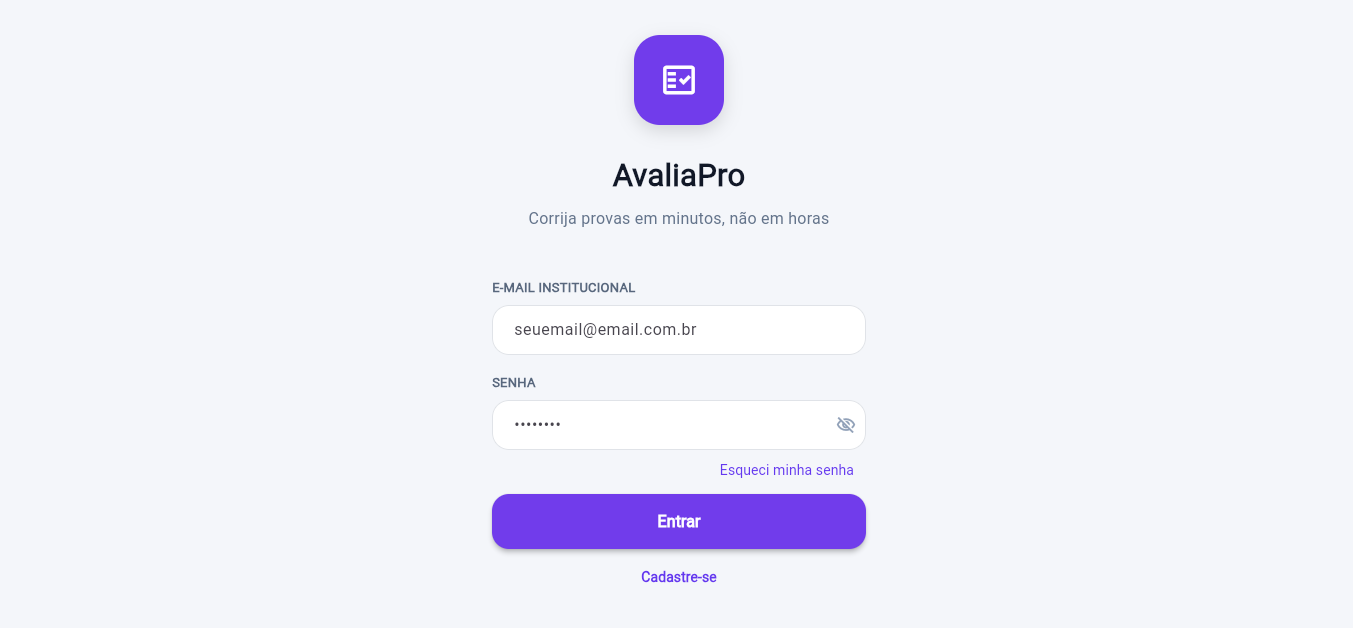 AvaliaPro
Corrija provas em minutos, não em horas
E-MAIL INSTITUCIONAL
seuemail@email.com.br
SENHA
••••••••
Esqueci minha senha
Entrar
Cadastre-se